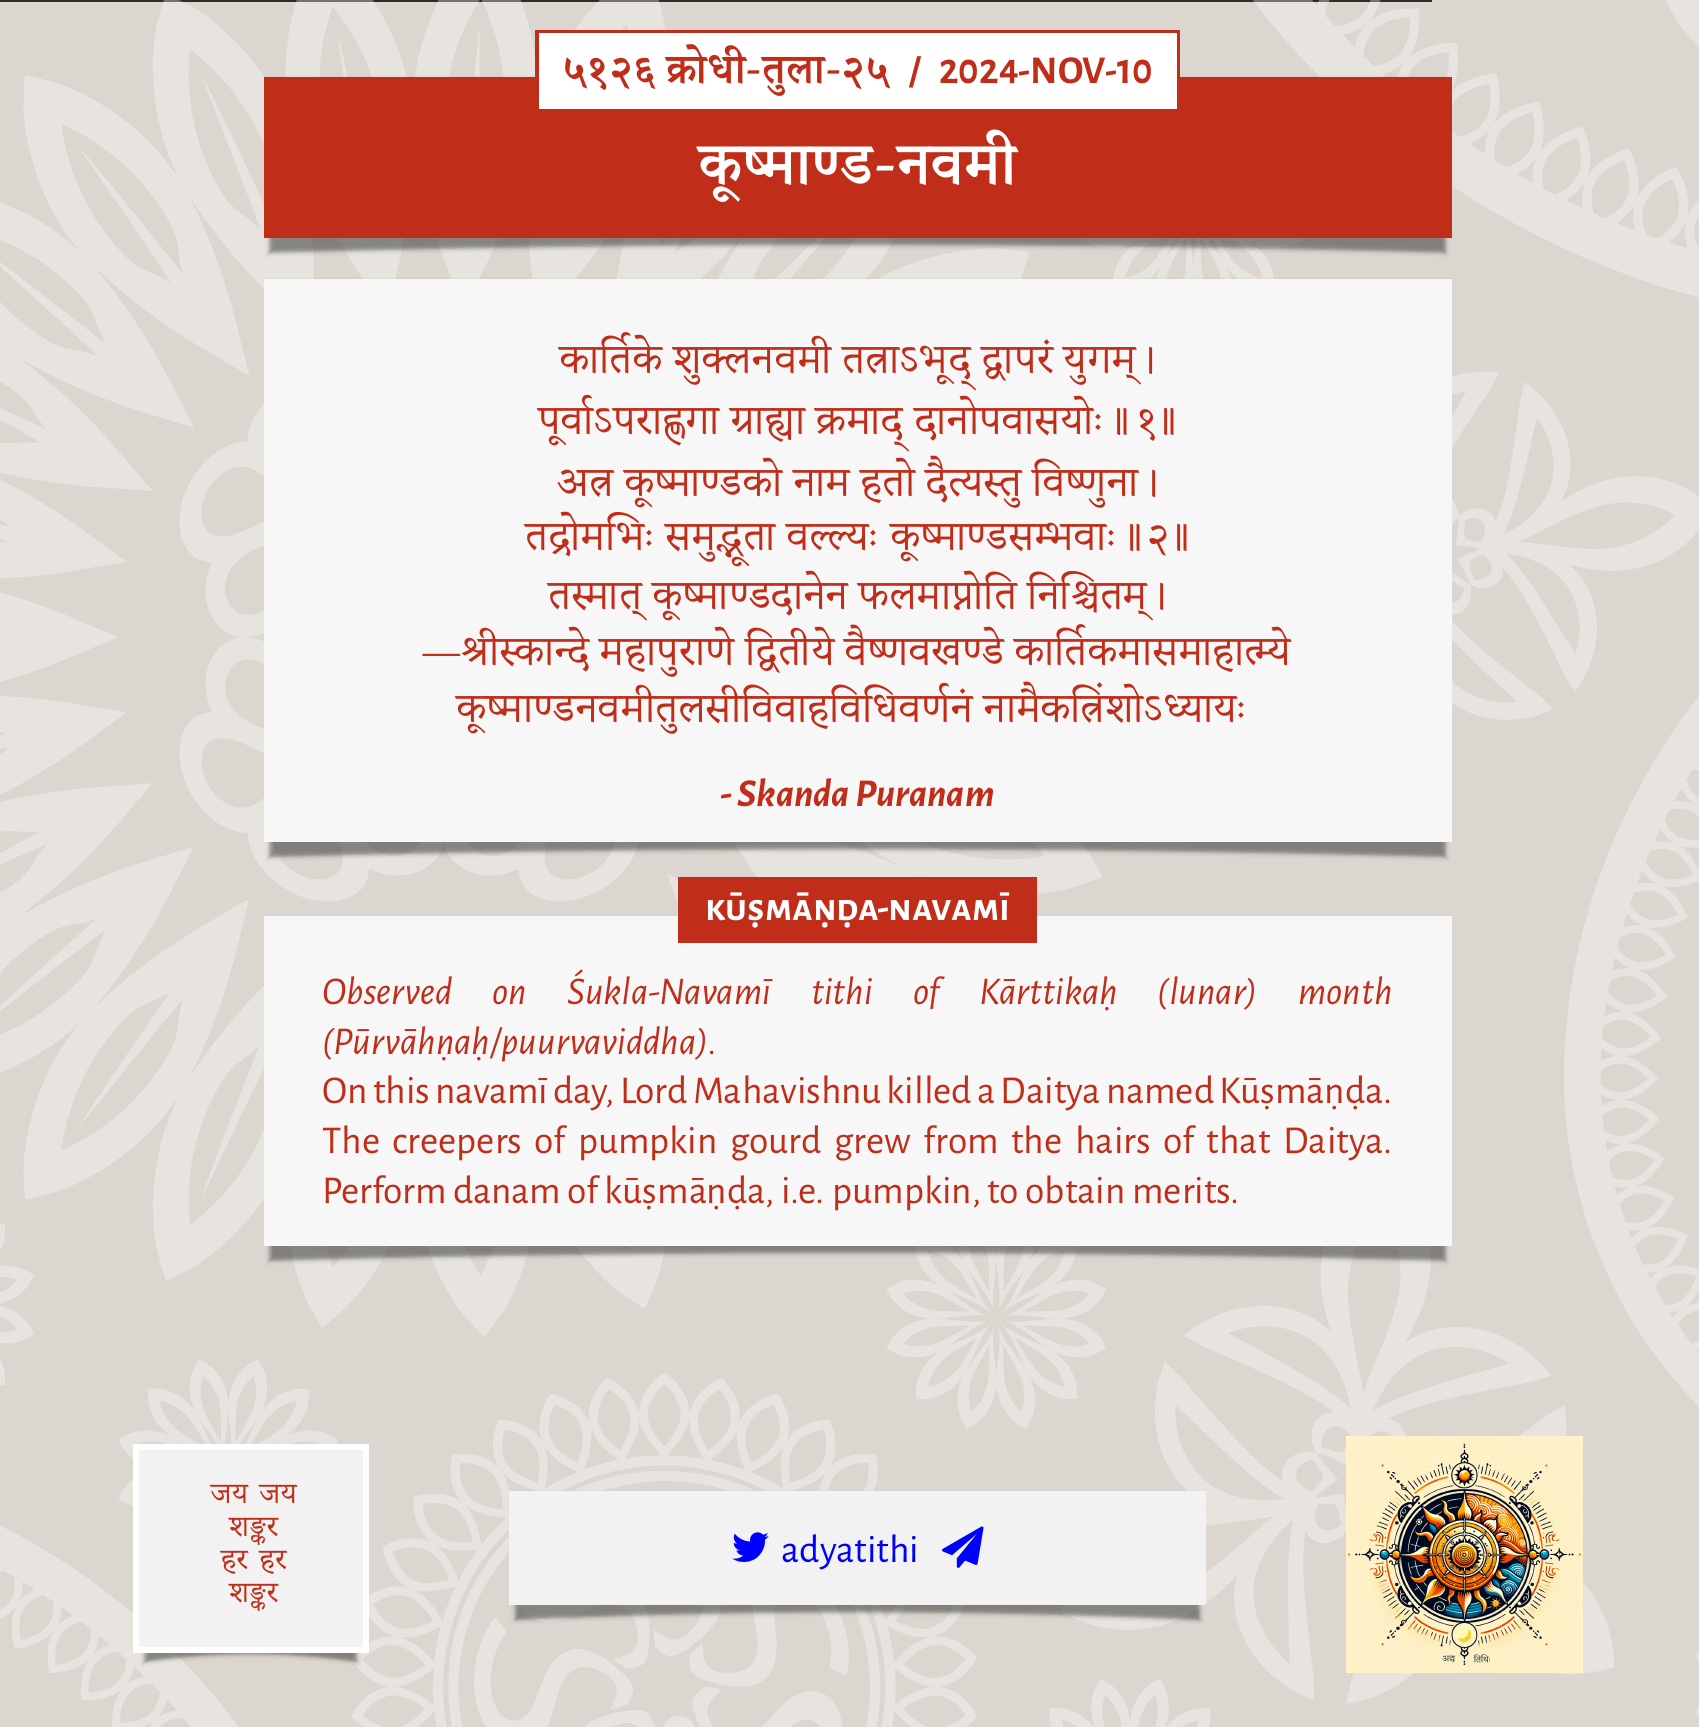 ५१२६ क्रोधी-तुला-२५ / 2024-NOV-10
कूष्माण्ड-नवमी
कार्तिके शुक्लनवमी तत्राऽभूद् द्वापरं युगम्।
पूर्वाऽपराह्णगा ग्राह्या क्रमाद् दानोपवासयोः॥१॥
अत्र कूष्माण्डको नाम हतो दैत्यस्तु विष्णुना।
तद्रोमभिः समुद्भूता वल्ल्यः कूष्माण्डसम्भवाः॥२॥
तस्मात् कूष्माण्डदानेन फलमाप्नोति निश्चितम्।
—श्रीस्कान्दे महापुराणे द्वितीये वैष्णवखण्डे कार्तिकमासमाहात्म्ये
कूष्माण्डनवमीतुलसीविवाहविधिवर्णनं नामैकत्रिंशोऽध्यायः
- Skanda Puranam
KŪṢMĀṆḌA-NAVAMĪ
Observed on Śukla-Navamī tithi of Kārttikaḥ (lunar) month
(Pūrvāhṇaḥ/puurvaviddha).
On this navamī day, Lord Mahavishnu killed a Daitya named Kūṣmāṇḍa.
The creepers of pumpkin gourd grew from the hairs of that Daitya.
Perform danam of kūṣmāṇḍa, i.e. pumpkin, to obtain merits.
जय जय
शङ्कर
हर हर
शङ्कर
adyatithi
अद्य तिथिः